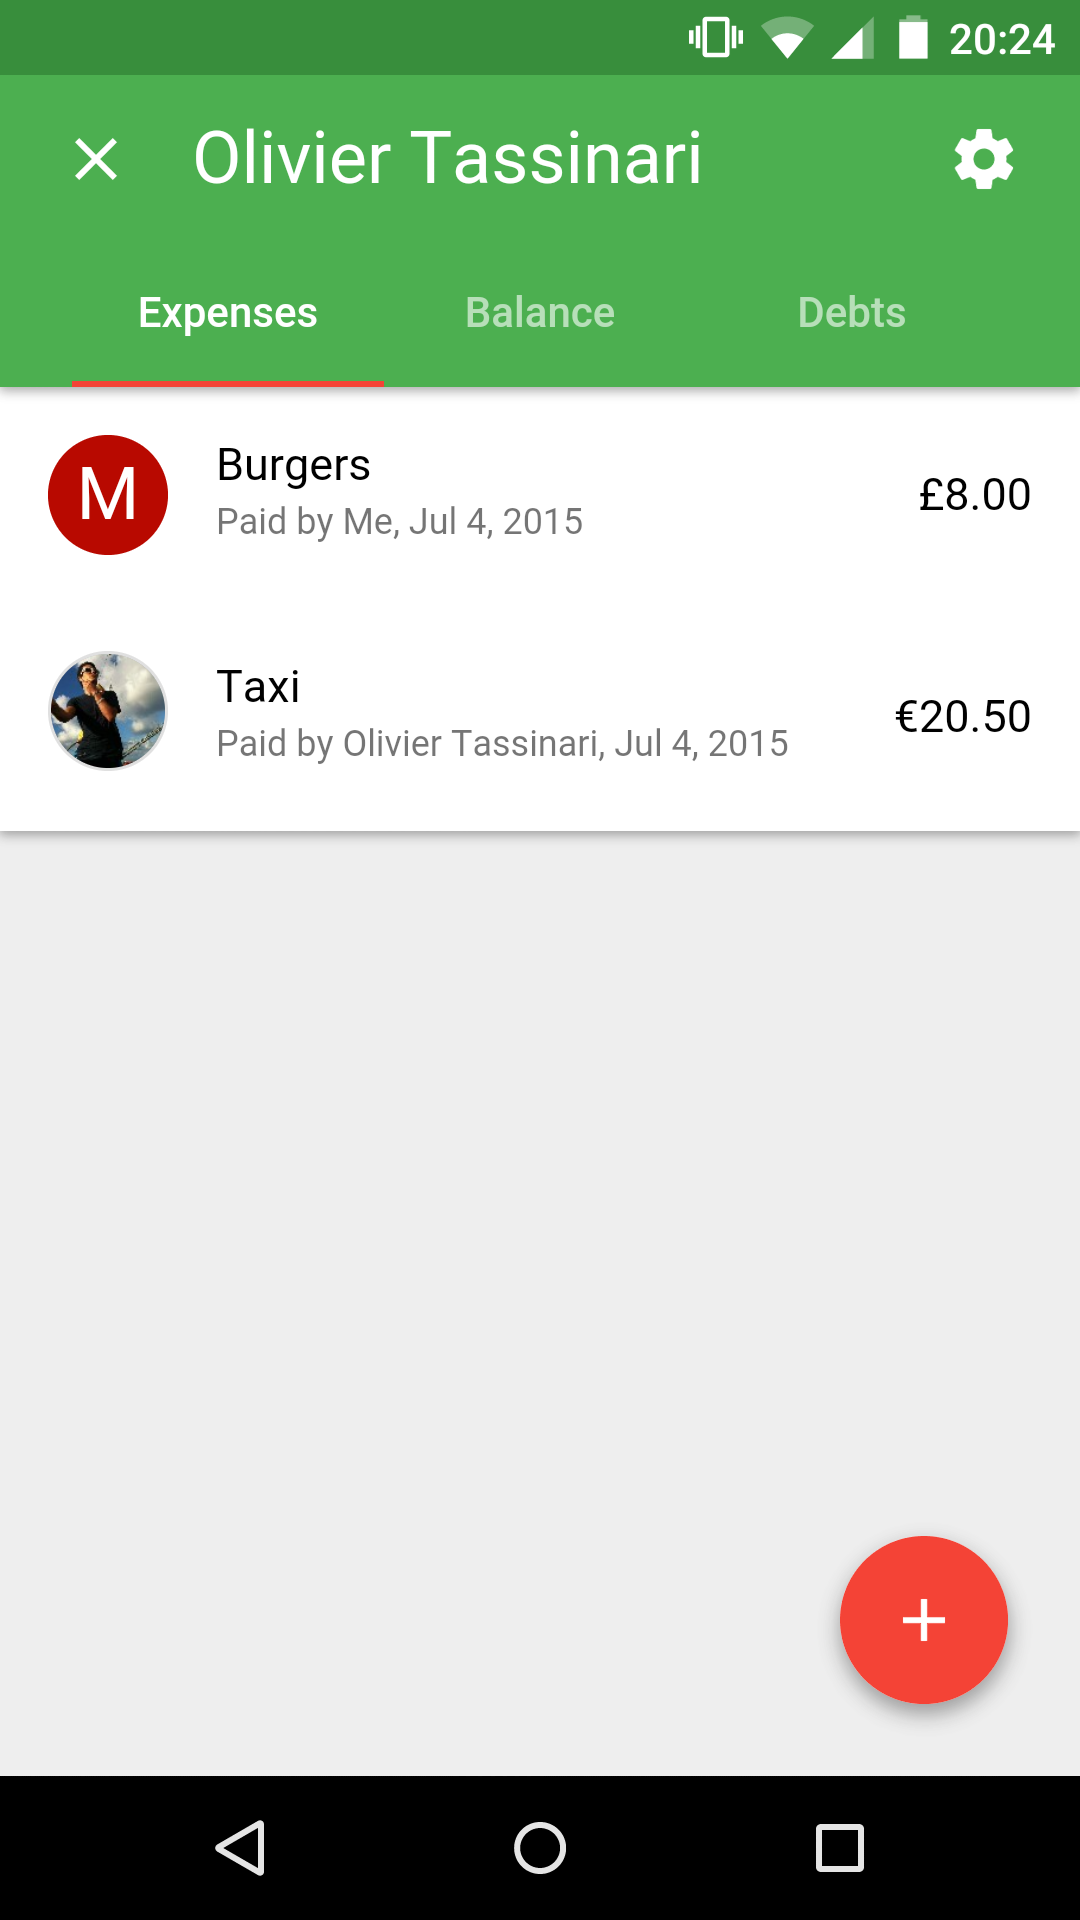 20:24
Olivier Tassinari
Expenses Balance Debts
M
Burgers
Paid by Me, Jul 4, 2015
£8.00
Taxi
Paid by Olivier Tassinari, Jul 4, 2015
€20.50